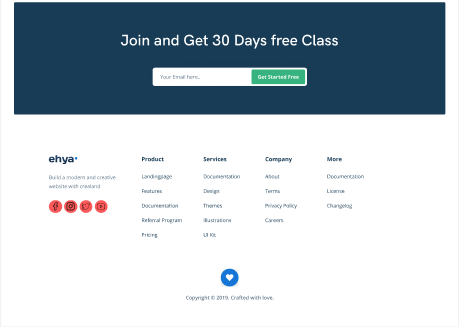 Join and Get 30 Days free Class
Your Email here..
Get Started Free
ehya
Build a modern and creative
website with crealand
Product
Landingpage
Features
Documentation
Referral Program
Pricing
Services
Documentation
Design
Themes
Illustrations
UI Kit
Company
About
Terms
Privacy Policy
Careers
More
Documentation
License
Changelog
Copyright © 2019. Crafted with love.